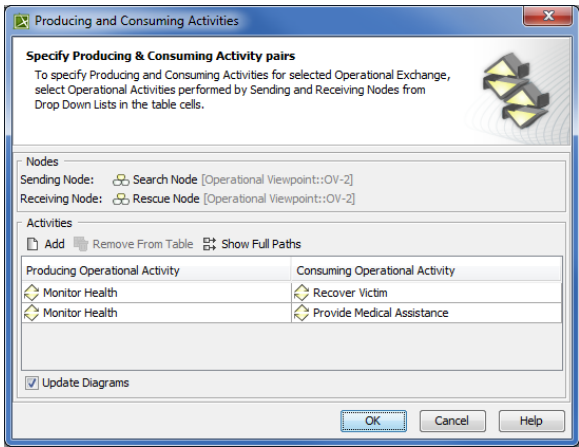 Producing and Consuming Activities
Specify Producing & Consuming Activity pairs
To specify Producing and Consuming Activities for selected Operational Exchange,
select Operational Activities performed by Sending and Receiving Nodes from
Drop Down Lists in the table cells.
Nodes
Sending Node: Search Node [Operational Viewpoint::OV-2]
Receiving Node: Rescue Node [Operational Viewpoint::OV-2]
Activities
Add Remove From Table Show Full Paths
Producing Operational Activity Consuming Operational Activity
Monitor Health Recover Victim
Monitor Health Provide Medical Assistance
Update Diagrams
OK Cancel Help